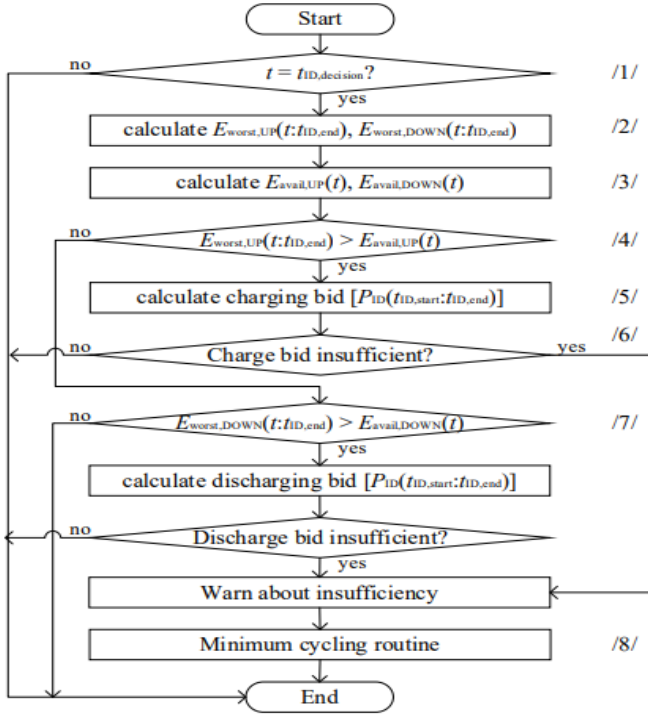 Start
no
t = tID,decision?
/1/
yes
calculate Eworst,UP(t:tID,end), Eworst,DOWN(t:tID,end)
/2/
calculate Eavail,UP(t), Eavail,DOWN(t)
/3/
no
Eworst,UP(t:tID,end) > Eavail,UP(t)
/4/
yes
calculate charging bid [PID(tID,start:tID,end)]
/5/
/6/
no
Charge bid insufficient?
yes
no
Eworst,DOWN(t:tID,end) > Eavail,DOWN(t)
/7/
yes
calculate discharging bid [PID(tID,start:tID,end)]
no
Discharge bid insufficient?
yes
Warn about insufficiency
Minimum cycling routine
/8/
End